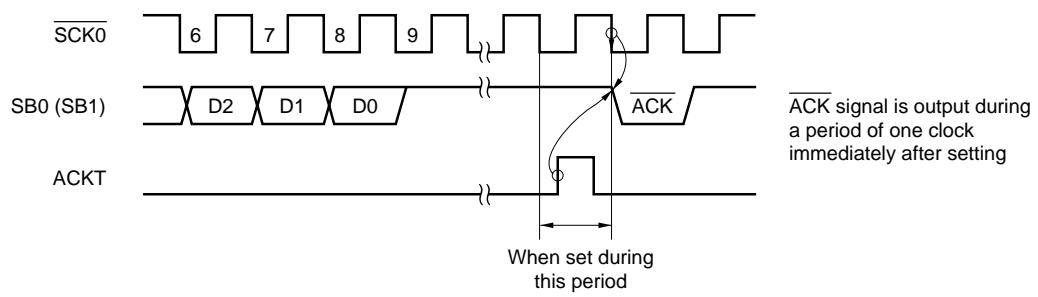 SCK0 6 7 8 9
SB0 (SB1) D2 D1 D0 ACK
ACK signal is output during
a period of one clock
immediately after setting
ACKT
When set during
this period